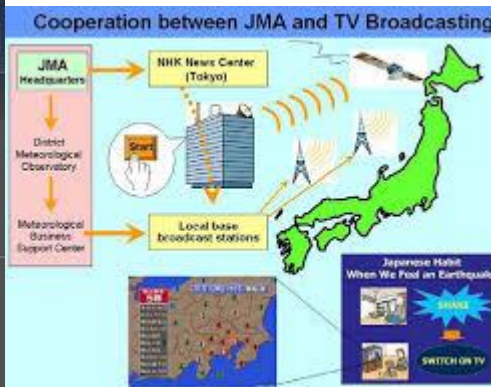 Cooperation between JMA and TV Broadcasting
JMA
Headquarters
NHK News Center
(Tokyo)
Start
District
Meteorological
Observatory
Meteorological
Business
Support Center
Local base
broadcast stations
Japanese Habit
When We Feel an Earthquake
SHAKE
SWITCH ON TV